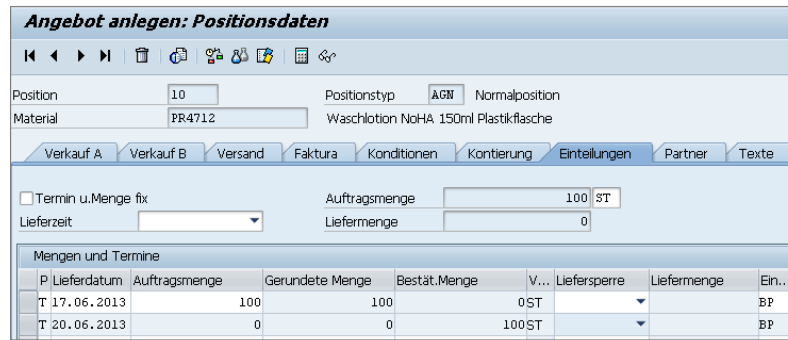 Angebot anlegen: Positionsdaten
Position 10 Positionstyp AGN Normalposition
Material PR4712 Waschlotion NoHA 150ml Plastikflasche
Verkauf A Verkauf B Versand Faktura Konditionen Kontierung Einteilungen Partner Texte
Termin u.Menge fix Auftragsmenge 100 ST
Lieferzeit Liefermenge 0
Mengen und Termine
P Lieferdatum Auftragsmenge Gerundete Menge Bestät.Menge V... Liefersperre Liefermenge Ein..
T 17.06.2013 100 100 0 ST BP
T 20.06.2013 0 0 100 ST BP